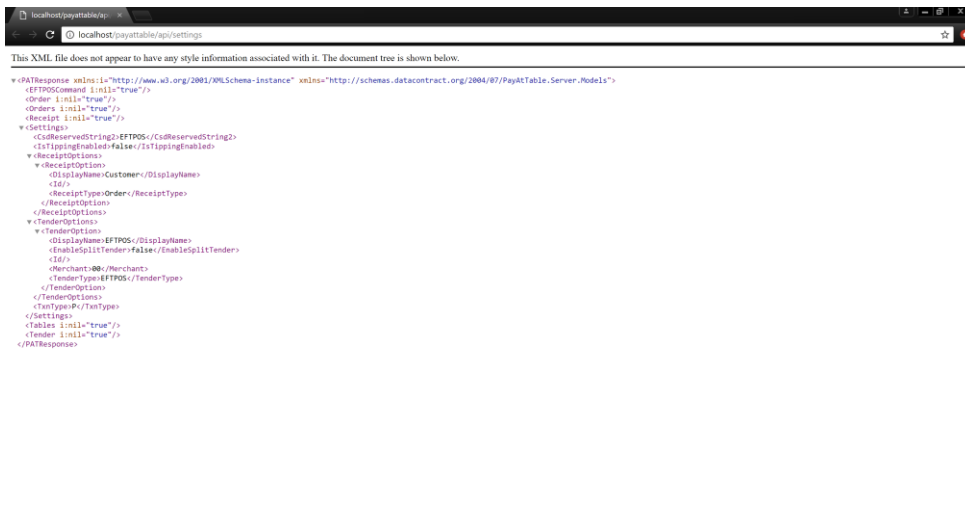 localhost/payattable/api
localhost/payattable/api/settings
This XML file does not appear to have any style information associated with it. The document tree is shown below.
▼<PATResponse xmlns:i="http://www.w3.org/2001/XMLSchema-instance" xmlns="http://schemas.datacontract.org/2004/07/PayAtTable.Server.Models">
<EFTPOSCommand i:nil="true"/>
<Order i:nil="true"/>
<Orders i:nil="true"/>
<Receipt i:nil="true"/>
▼<Settings>
<CsdReservedString2>EFTPOS</CsdReservedString2>
<IsTippingEnabled>false</IsTippingEnabled>
▼<ReceiptOptions>
▼<ReceiptOption>
<DisplayName>Customer</DisplayName>
<Id/>
<ReceiptType>Order</ReceiptType>
</ReceiptOption>
</ReceiptOptions>
▼<TenderOptions>
▼<TenderOption>
<DisplayName>EFTPOS</DisplayName>
<EnableSplitTender>false</EnableSplitTender>
<Id/>
<Merchant>00</Merchant>
<TenderType>EFTPOS</TenderType>
</TenderOption>
</TenderOptions>
<TxnType>P</TxnType>
</Settings>
<Tables i:nil="true"/>
<Tender i:nil="true"/>
</PATResponse>